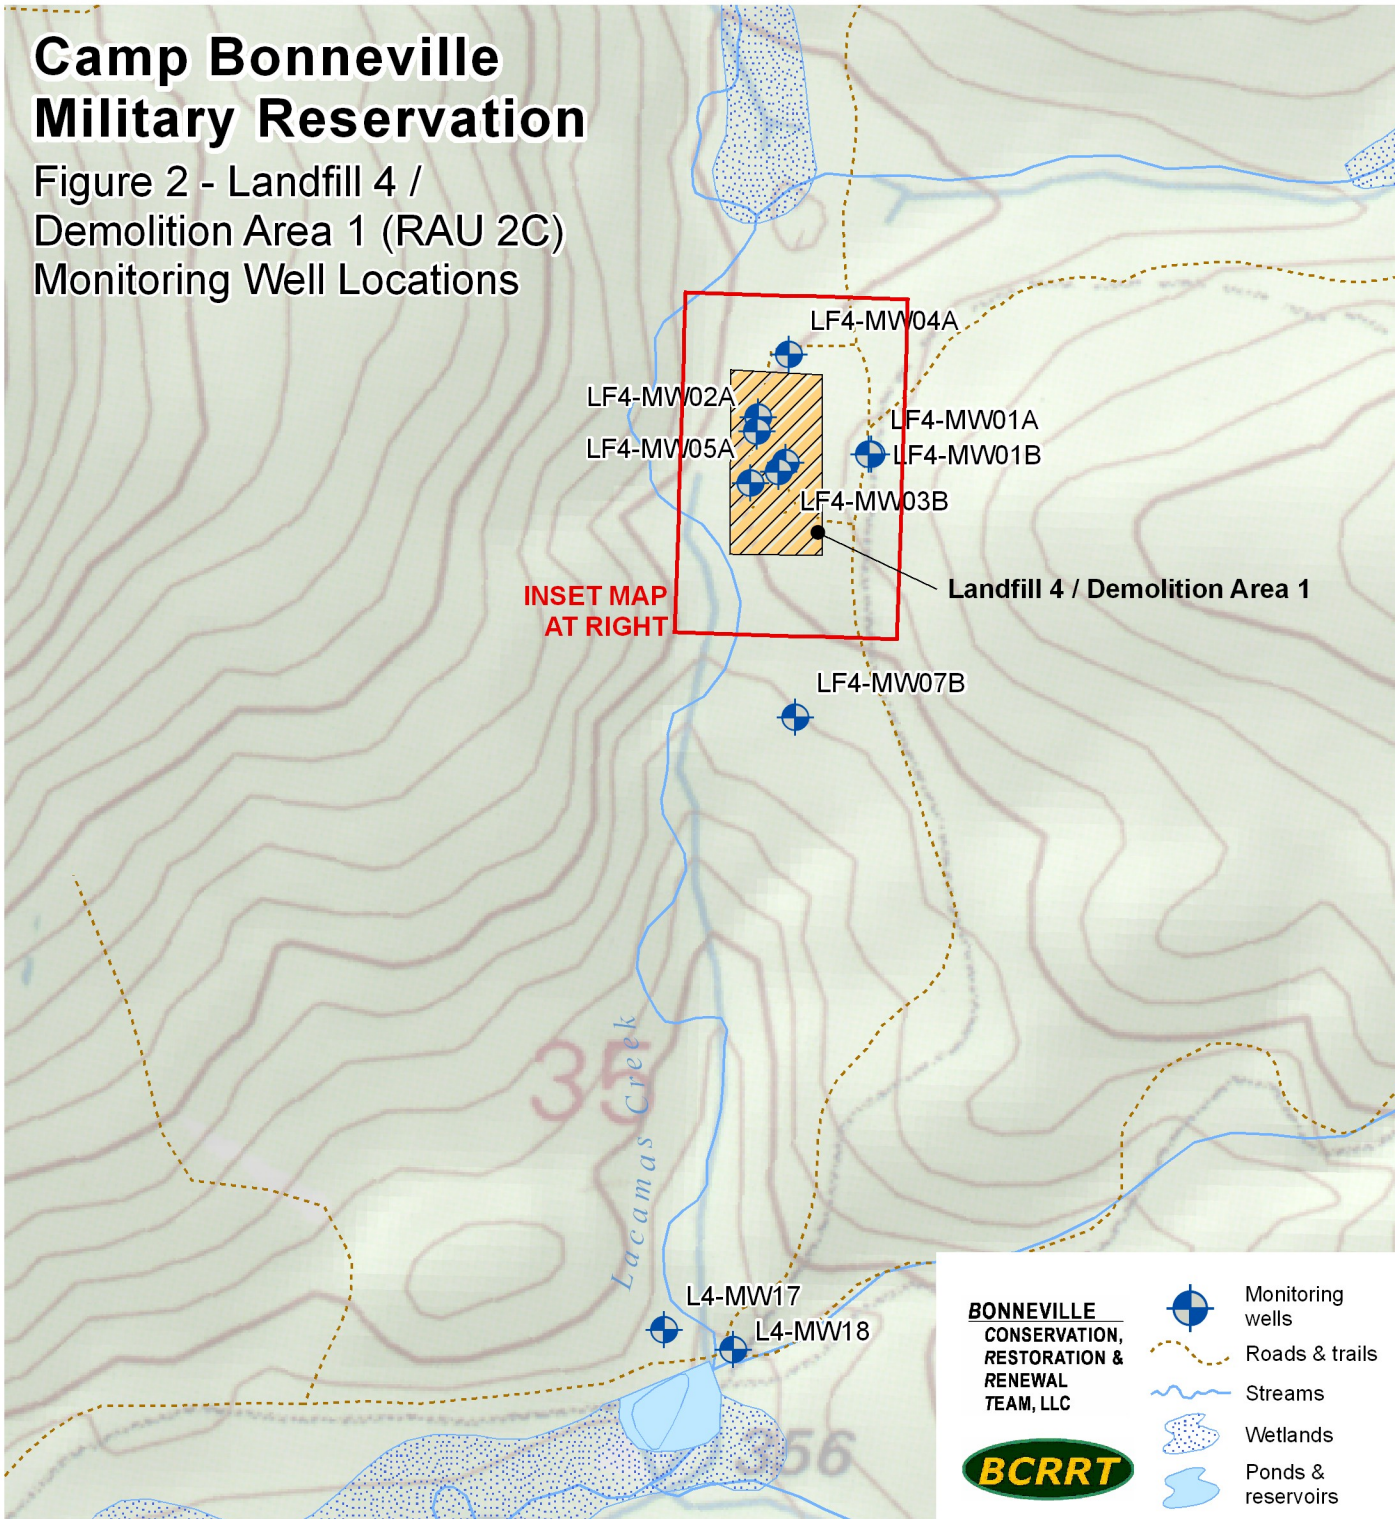 Camp Bonneville
Military Reservation
Figure 2 - Landfill 4 /
Demolition Area 1 (RAU 2C)
Monitoring Well Locations
LF4-MW04A
LF4-MW02A
LF4-MW01A
LF4-MW05A
LF4-MW01B
LF4-MW03B
Landfill 4 / Demolition Area 1
INSET MAP
AT RIGHT
LF4-MW07B
35
Lacamas Creek
L4-MW17
L4-MW18
356
BONNEVILLE
CONSERVATION,
RESTORATION &
RENEWAL
TEAM, LLC
BCRRT
Monitoring
wells
Roads & trails
Streams
Wetlands
Ponds &
reservoirs